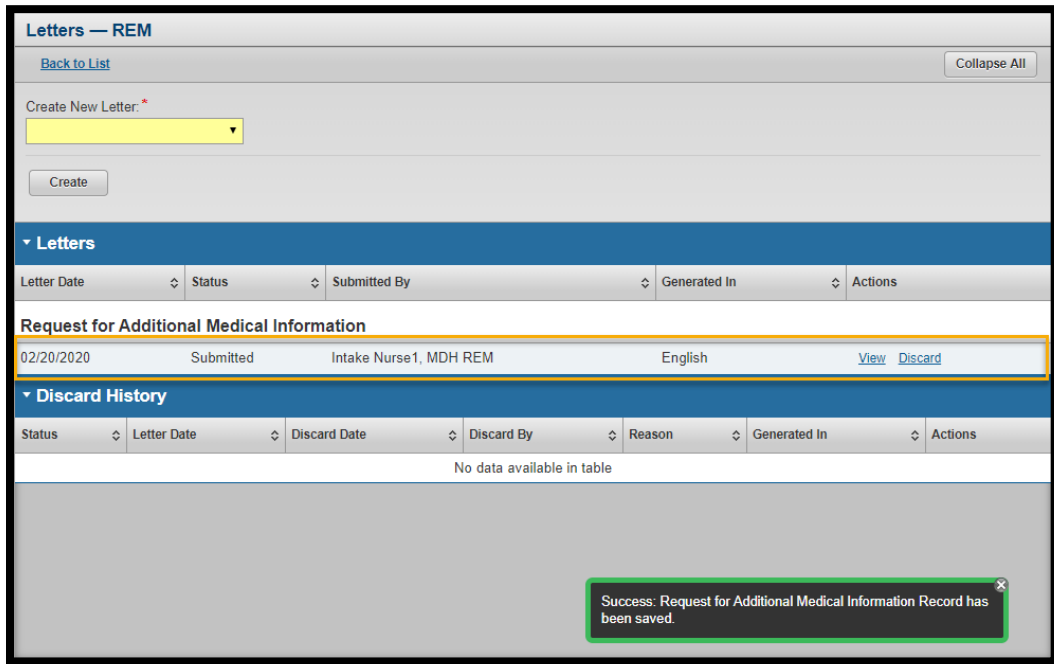 Letters — REM
Back to List
Collapse All
Create New Letter: *
Create
Letters
Letter Date Status Submitted By Generated In Actions
Request for Additional Medical Information
02/20/2020 Submitted Intake Nurse1, MDH REM English View Discard
Discard History
Status Letter Date Discard Date Discard By Reason Generated In Actions
No data available in table
Success: Request for Additional Medical Information Record has
been saved.